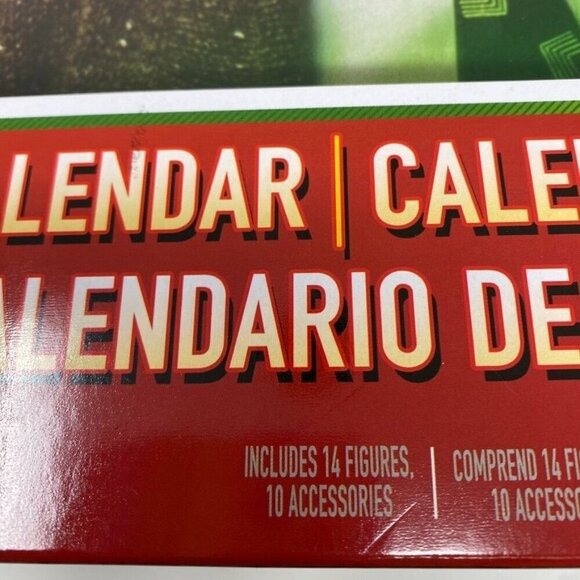 LENDAR | CALE
ALENDARIO DE
INCLUDES 14 FIGURES, | COMPREND 14 FI
10 ACCESSORIES | 10 ACCESSO